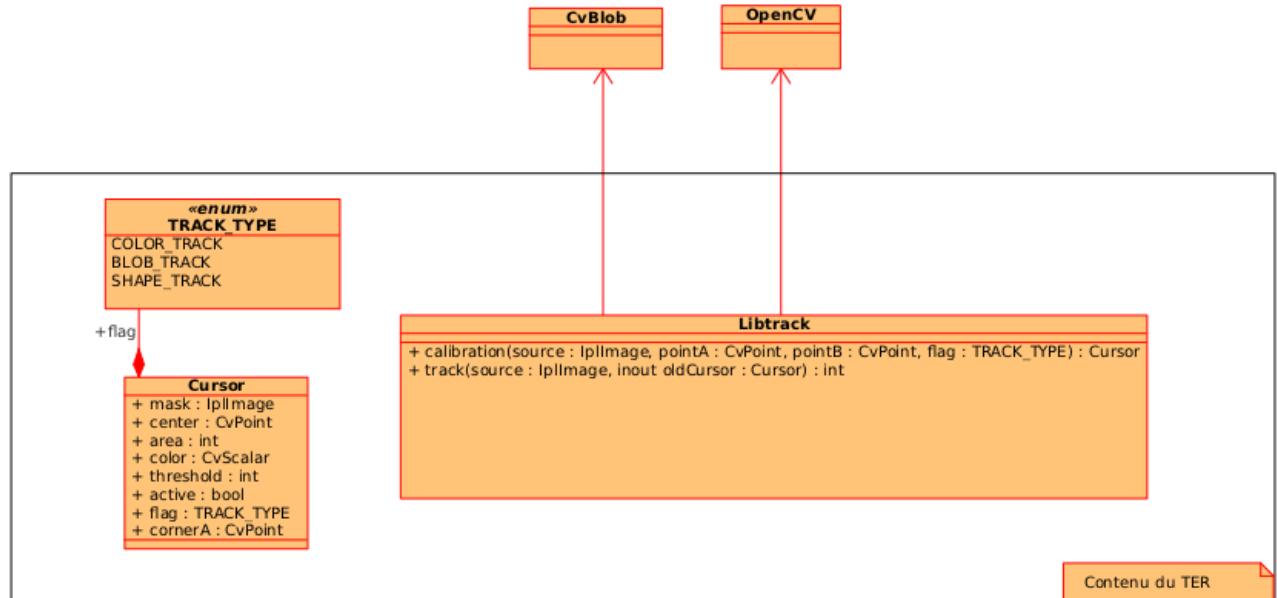 CvBlob
OpenCV
«enum»
TRACK_TYPE
COLOR_TRACK
BLOB_TRACK
SHAPE_TRACK
+flag
Cursor
+ mask : IplImage
+ center : CvPoint
+ area : int
+ color : CvScalar
+ threshold : int
+ active : bool
+ flag : TRACK_TYPE
+ cornerA : CvPoint
Libtrack
+ calibration(source : IplImage, pointA : CvPoint, pointB : CvPoint, flag : TRACK_TYPE) : Cursor
+ track(source : IplImage, inout oldCursor : Cursor) : int
Contenu du TER